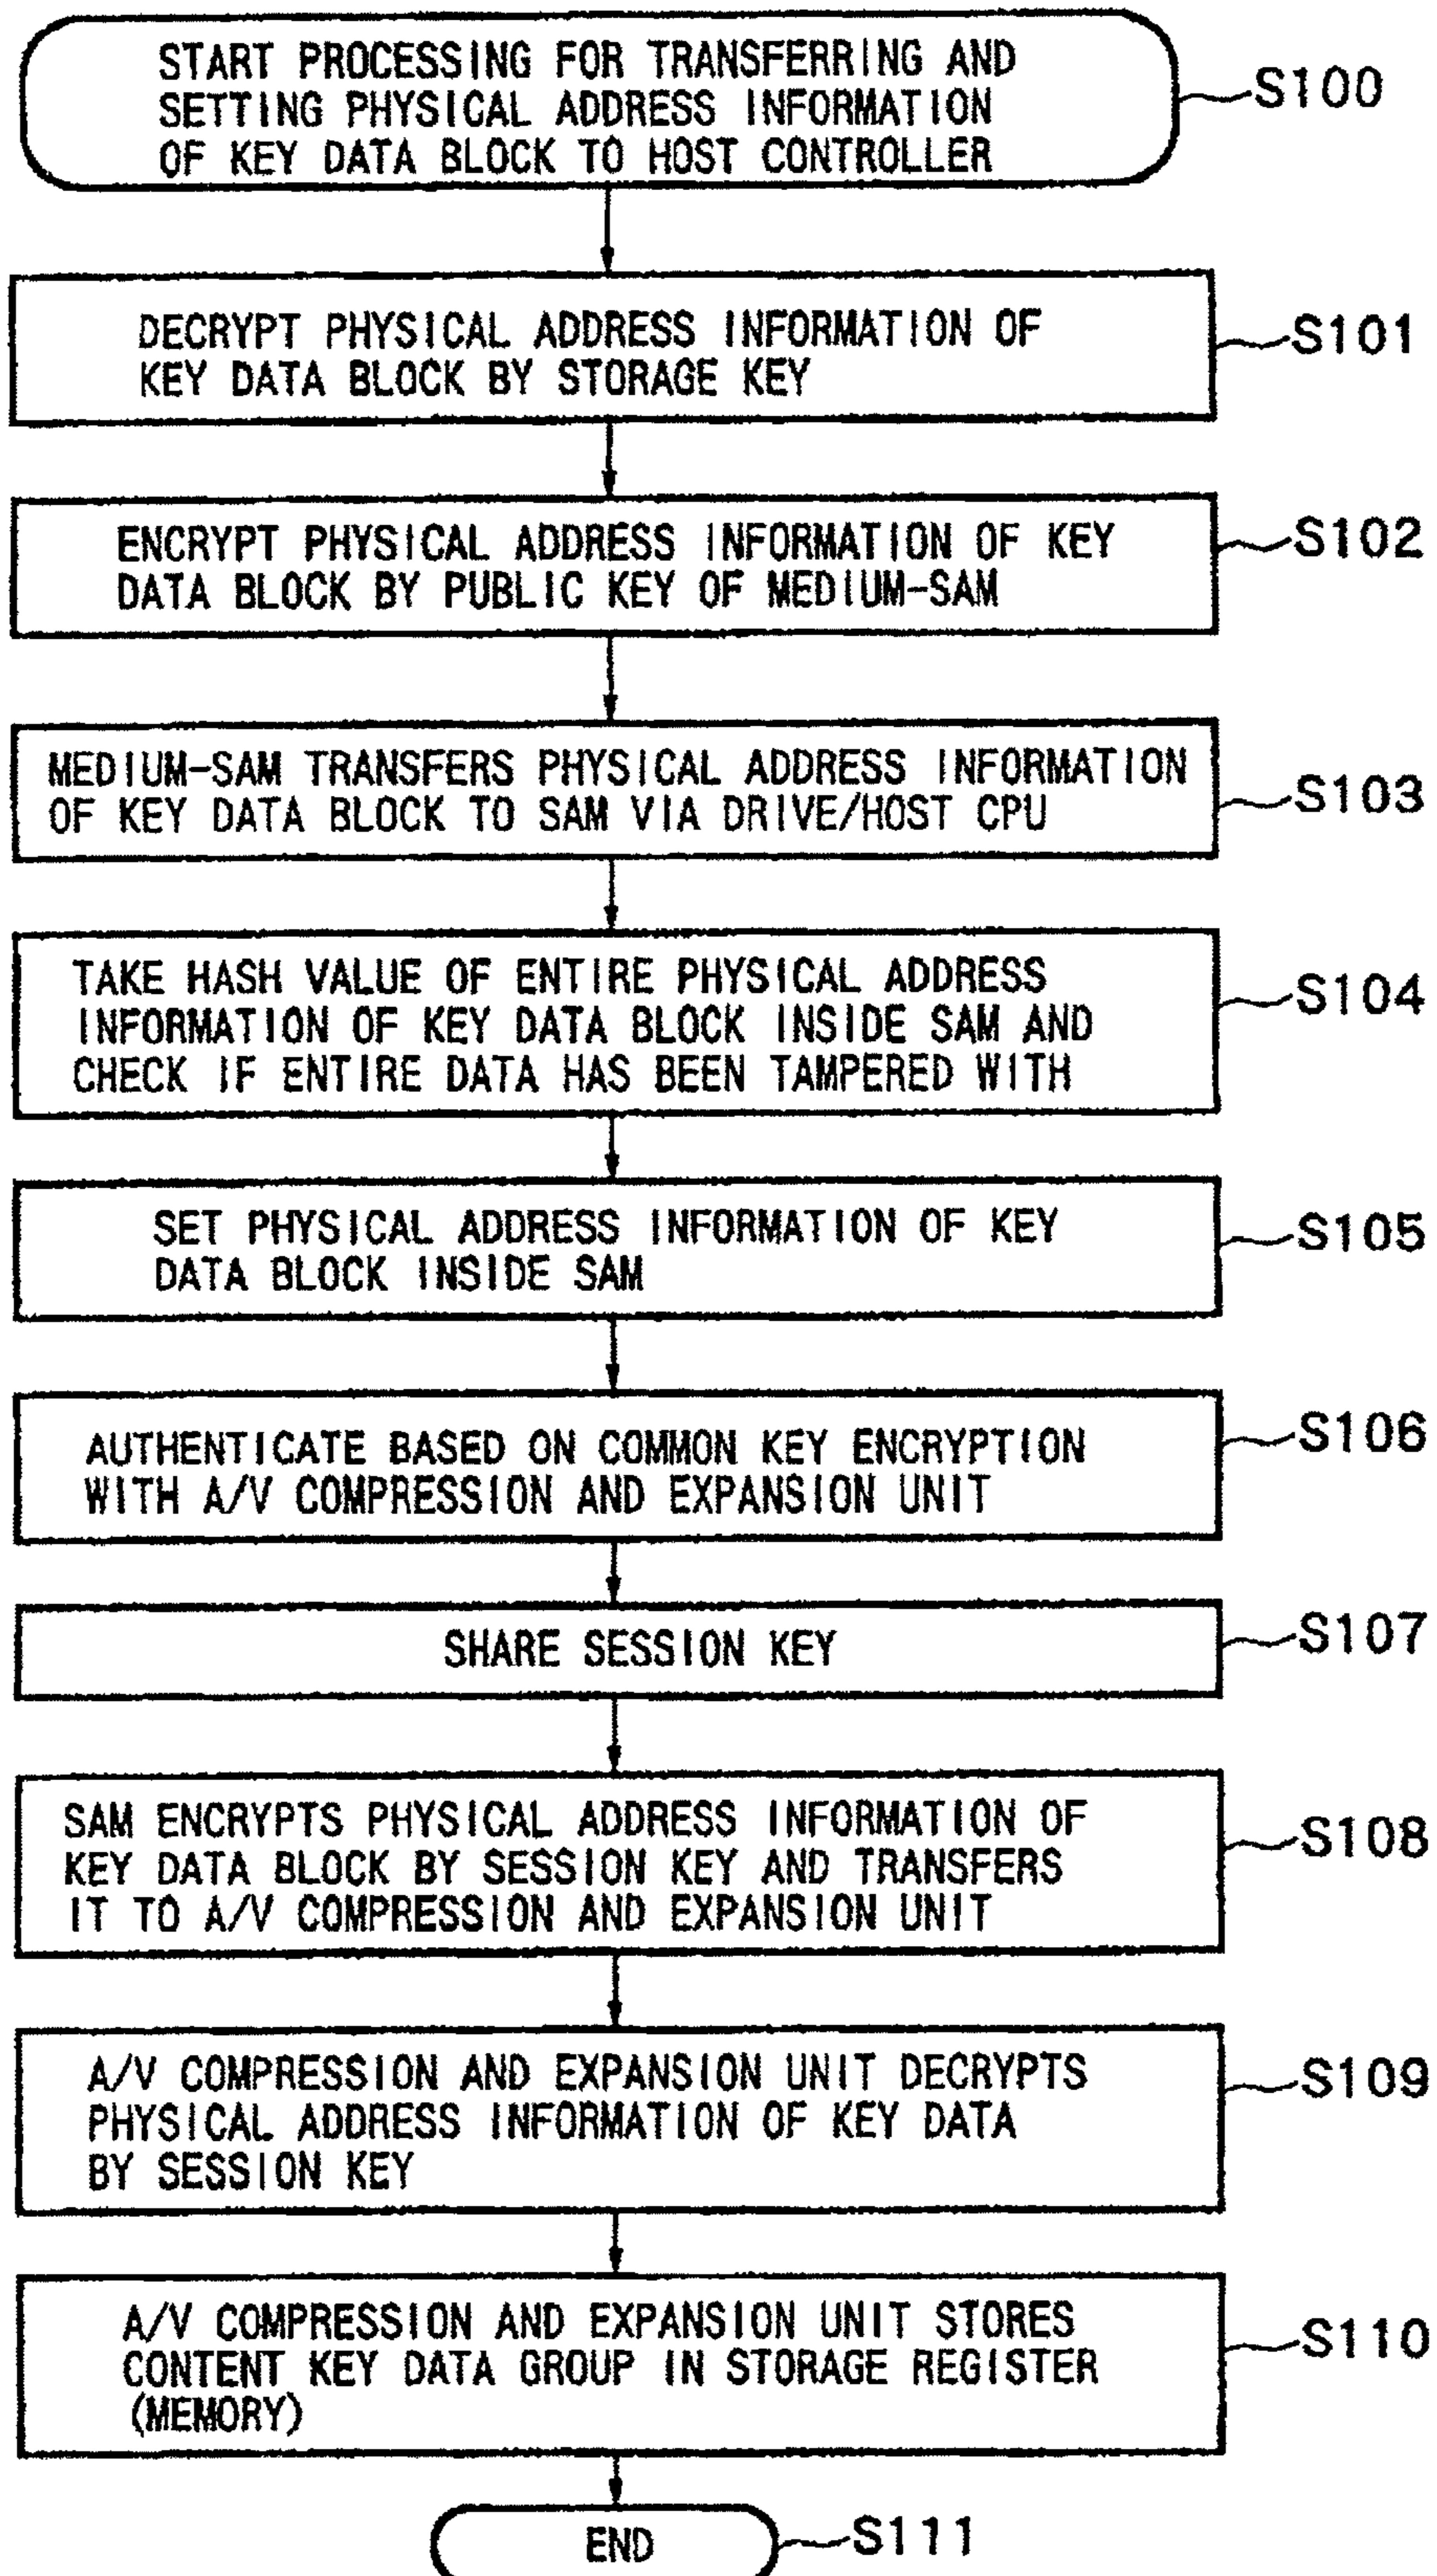 START PROCESSING FOR TRANSFERRING AND
SETTING PHYSICAL ADDRESS INFORMATION
OF KEY DATA BLOCK TO HOST CONTROLLER
S100
DECRYPT PHYSICAL ADDRESS INFORMATION OF
KEY DATA BLOCK BY STORAGE KEY
S101
ENCRYPT PHYSICAL ADDRESS INFORMATION OF KEY
DATA BLOCK BY PUBLIC KEY OF MEDIUM-SAM
S102
MEDIUM-SAM TRANSFERS PHYSICAL ADDRESS INFORMATION
OF KEY DATA BLOCK TO SAM VIA DRIVE/HOST CPU
S103
TAKE HASH VALUE OF ENTIRE PHYSICAL ADDRESS
INFORMATION OF KEY DATA BLOCK INSIDE SAM AND
CHECK IF ENTIRE DATA HAS BEEN TAMPERED WITH
S104
SET PHYSICAL ADDRESS INFORMATION OF KEY
DATA BLOCK INSIDE SAM
S105
AUTHENTICATE BASED ON COMMON KEY ENCRYPTION
WITH A/V COMPRESSION AND EXPANSION UNIT
S106
SHARE SESSION KEY
S107
SAM ENCRYPTS PHYSICAL ADDRESS INFORMATION OF
KEY DATA BLOCK BY SESSION KEY AND TRANSFERS
IT TO A/V COMPRESSION AND EXPANSION UNIT
S108
A/V COMPRESSION AND EXPANSION UNIT DECRYPTS
PHYSICAL ADDRESS INFORMATION OF KEY DATA
BY SESSION KEY
S109
A/V COMPRESSION AND EXPANSION UNIT STORES
CONTENT KEY DATA GROUP IN STORAGE REGISTER
(MEMORY)
S110
END
S111